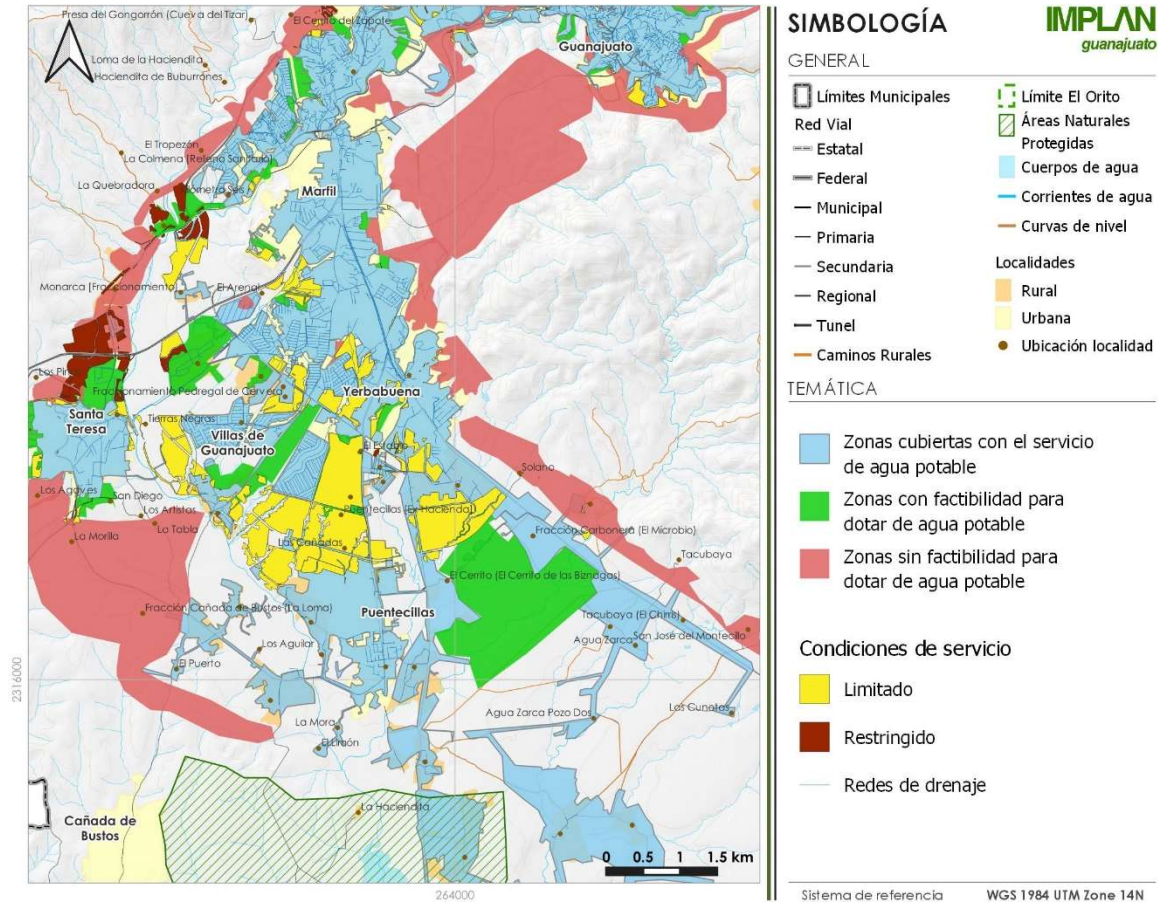 Presa del Gongorrón (Cueva del Tizar)
El Cerrito del Zapote
Guanajuato
Loma de la Haciendita
Haciendita de Buburrones
El Tropezón
La Colmena (Relleno Sanitario)
La Quebradora
Kilómetro Seis
Marfil
Monarca [Fraccionamiento]
El Arenal
Los Pinos
Fraccionamiento Pedregal de Cervera
Yerbabuena
Santa
Teresa
Tierras Negras
Villas de
Guanajuato
El Establo
Solano
Los Agaves
San Diego
Los Artistas
La Tabla
La Morilla
Puentecillas (Ex-Hacienda)
Las Cañadas
Fracción Carbonera (El Microbio)
Tacubaya
El Cerrito (El Cerrito de las Biznagas)
Fracción Cañada de Bustos (La Loma)
Puentecillas
Tacubaya (El Chirris)
Agua Zarca
San José del Montecillo
Los Aguilar
El Puerto
2316000
La Mora
El Limón
Agua Zarca Pozo Dos
Los Cunetas
Cañada de
Bustos
La Haciendita
0 0.5 1 1.5 km
264000
SIMBOLOGÍA
IMPLAN
guanajuato
GENERAL
Límites Municipales
Red Vial
Estatal
Federal
Municipal
Primaria
Secundaria
Regional
Tunel
Caminos Rurales
Límite El Orito
Áreas Naturales
Protegidas
Cuerpos de agua
Corrientes de agua
Curvas de nivel
Localidades
Rural
Urbana
Ubicación localidad
TEMÁTICA
Zonas cubiertas con el servicio
de agua potable
Zonas con factibilidad para
dotar de agua potable
Zonas sin factibilidad para
dotar de agua potable
Condiciones de servicio
Limitado
Restringido
Redes de drenaje
Sistema de referencia WGS 1984 UTM Zone 14N